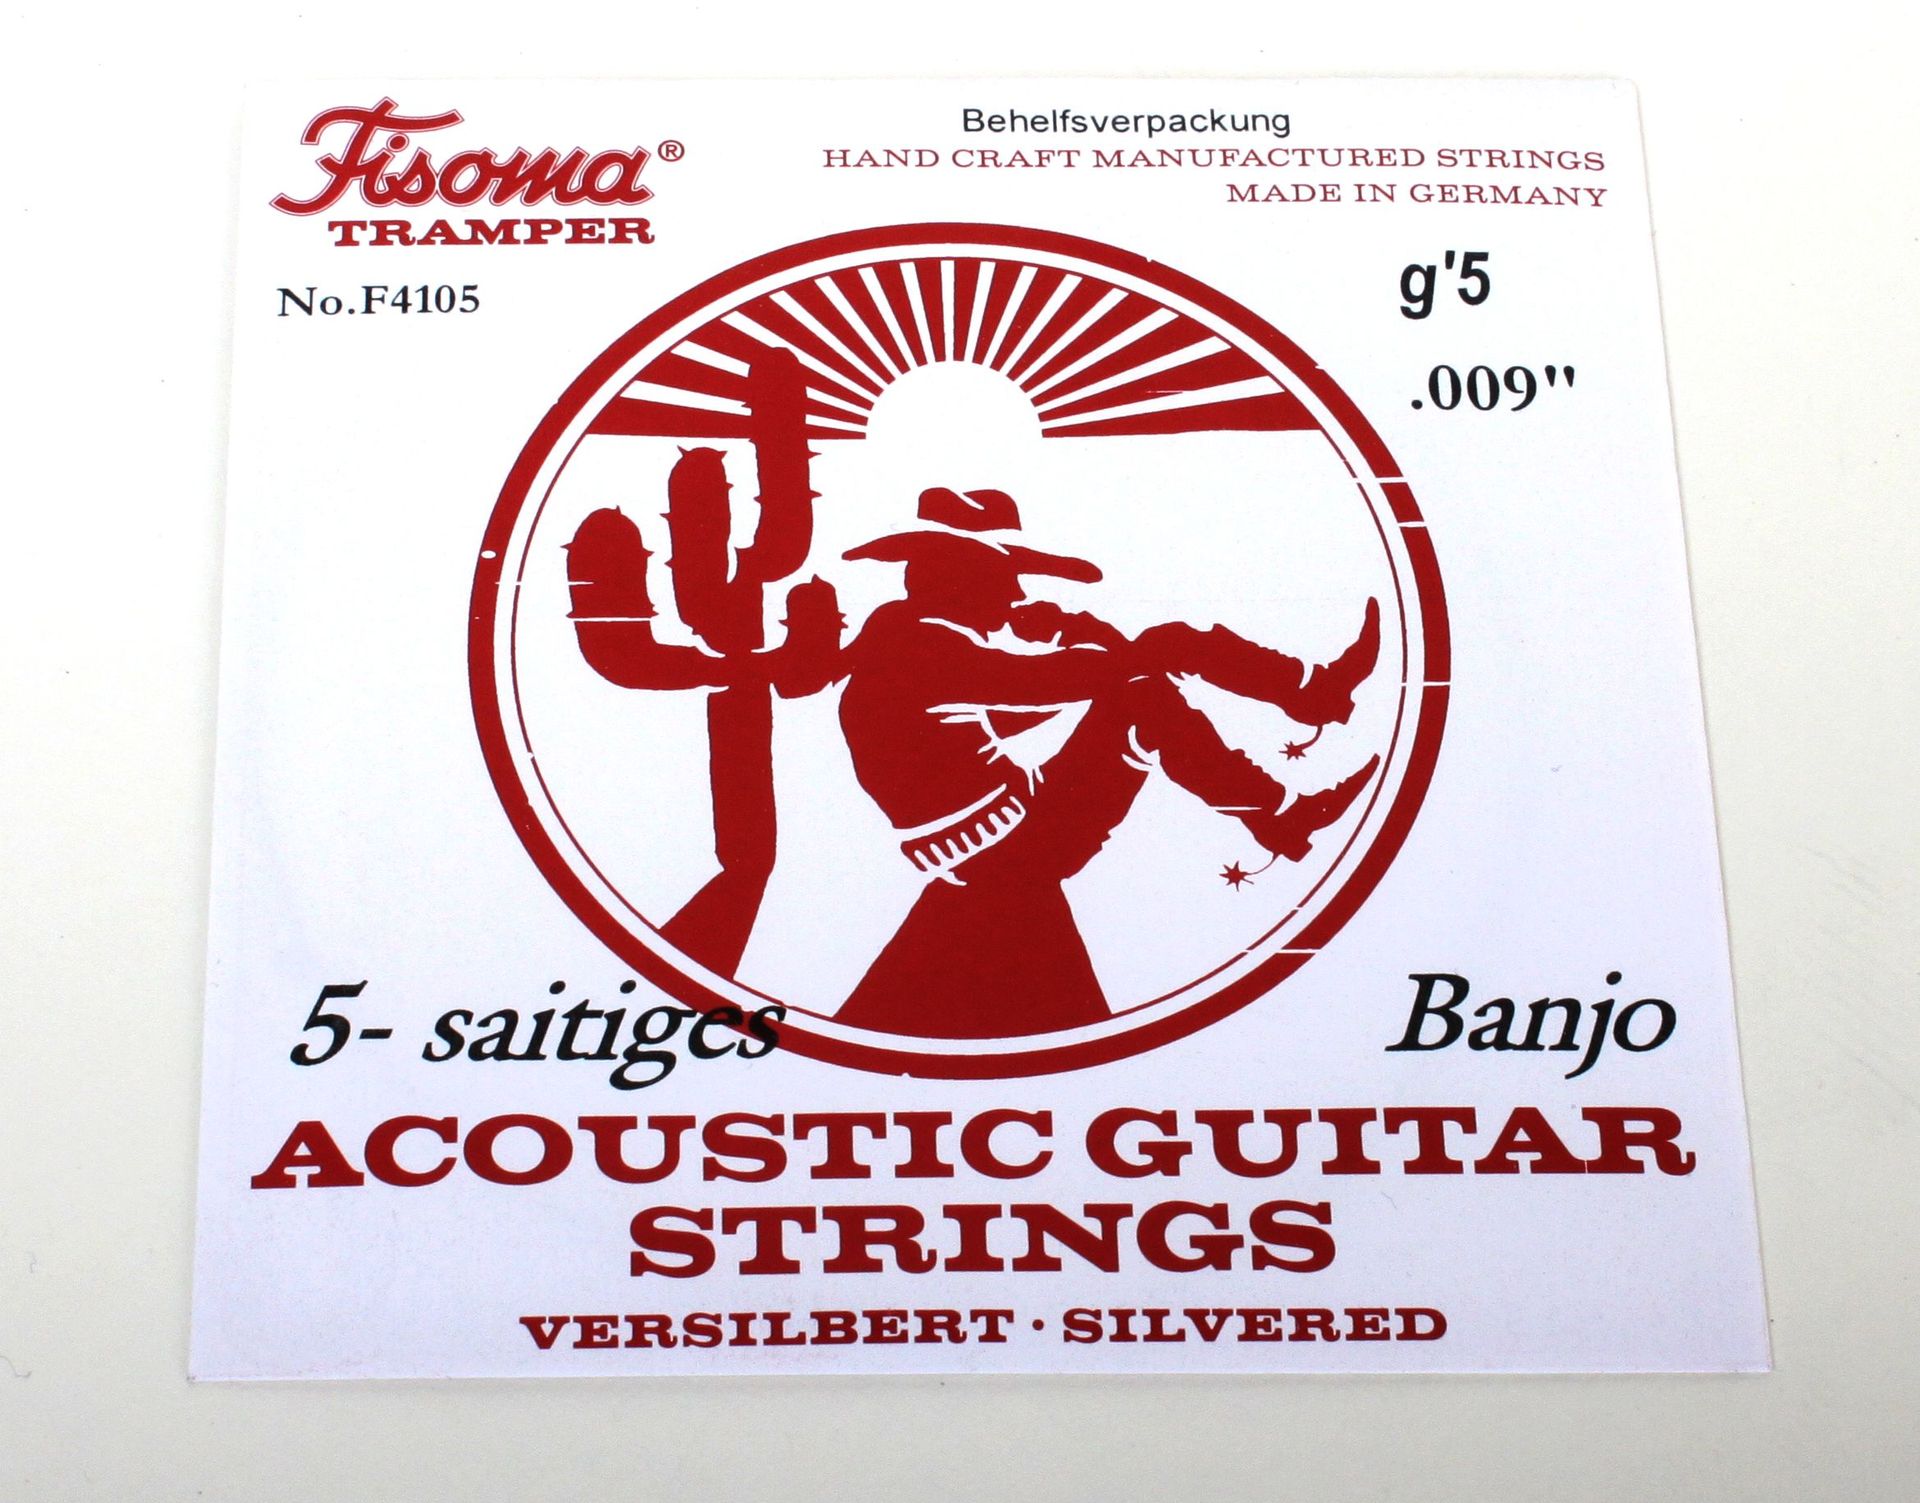 Fisoma®
TRAMPER
No.F4105
Behelfsverpackung
HAND CRAFT MANUFACTURED STRINGS
MADE IN GERMANY
g'5
.009"
5- saitiges Banjo
ACOUSTIC GUITAR
STRINGS
VERSILBERT · SILVERED